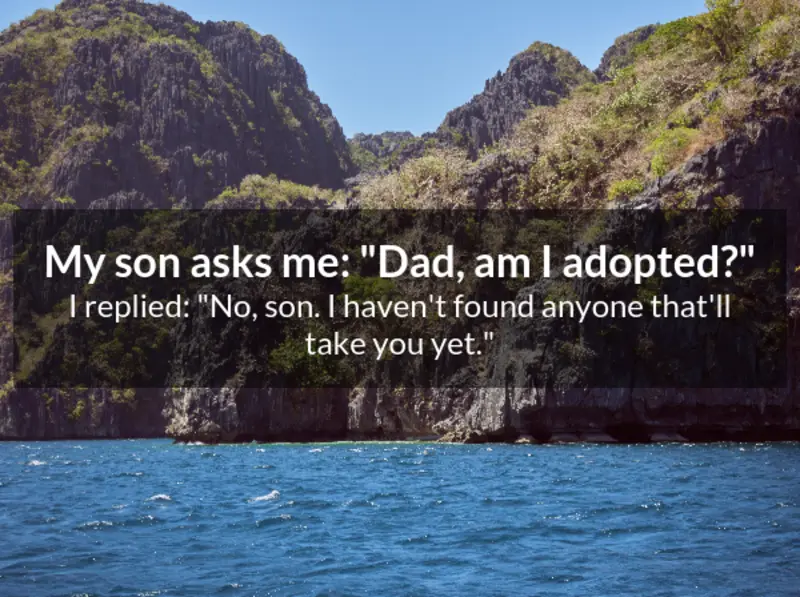 My son asks me: "Dad, am I adopted?"
I replied: "No, son. I haven't found anyone that'll
take you yet."